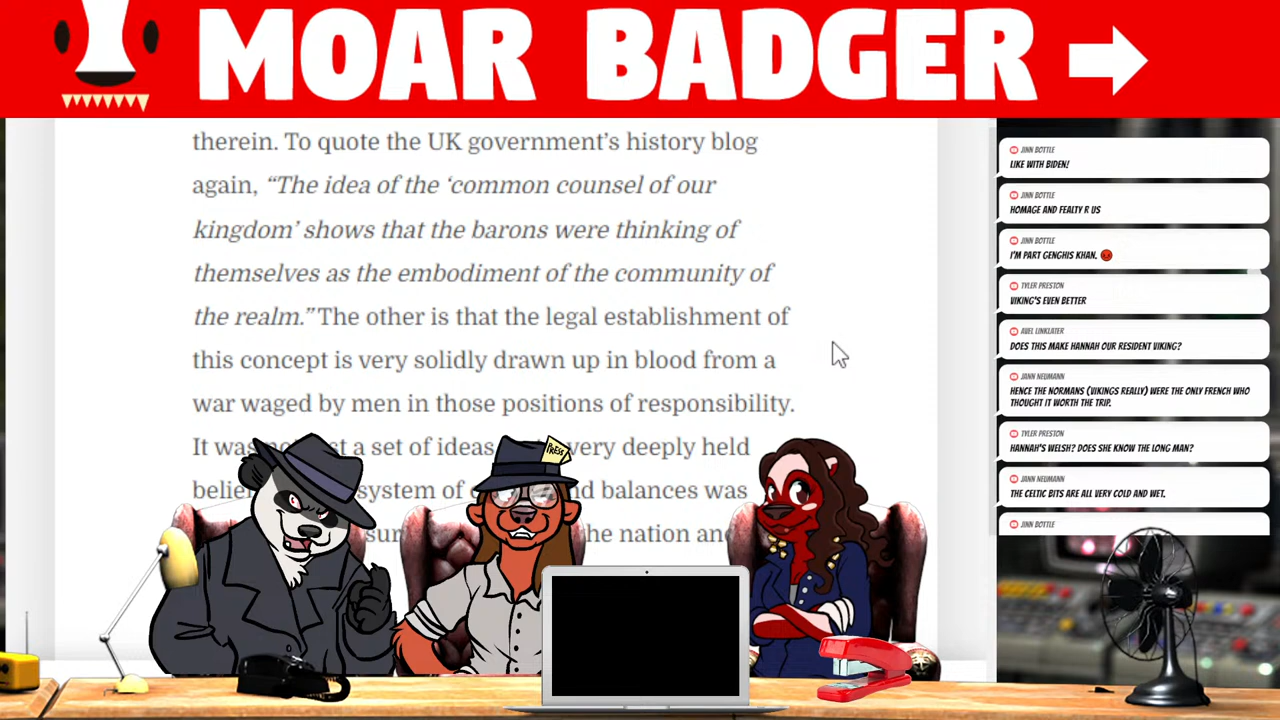 MOAR BADGER
therein. To quote the UK government’s history blog
again, “The idea of the ‘common counsel of our
kingdom’ shows that the barons were thinking of
themselves as the embodiment of the community of
the realm.” The other is that the legal establishment of
this concept is very solidly drawn up in blood from a
war waged by men in those positions of responsibility.
It was a set of ideas very deeply held
system of and balances was
the nation and
PRESS
JINN BOTTLE
LIKE WITH BIDEN!
JINN BOTTLE
HOMAGE AND FEALTY R US
JINN BOTTLE
I'M PART GENGHIS KHAN.
TYLER PRESTON
VIKING'S EVEN BETTER
AVEL LINKLATER
DOES THIS MAKE HANNAH OUR RESIDENT VIKING?
JANN NEUMANN
HENCE THE NORMANS (VIKINGS REALLY) WERE THE ONLY FRENCH WHO
THOUGHT IT WORTH THE TRIP.
TYLER PRESTON
HANNAH'S WELSH? DOES SHE KNOW THE LONG MAN?
JANN NEUMANN
THE CELTIC BITS ARE ALL VERY COLD AND WET.
JINN BOTTLE